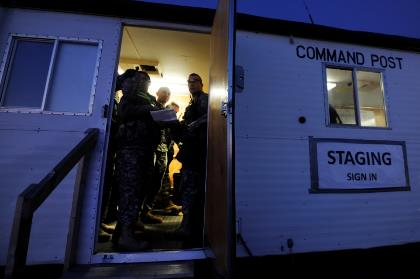 COMMAND POST
STAGING
SIGN IN